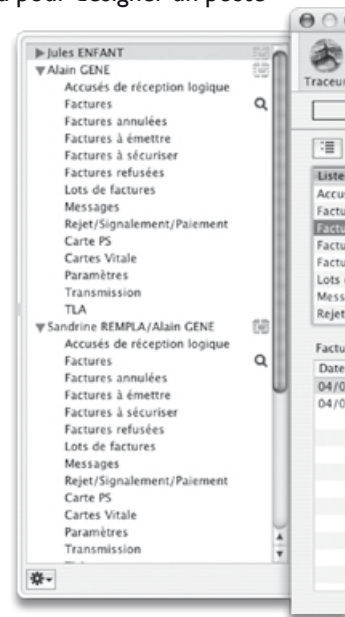 pour désigner un poste
Jules ENFANT
Alain GENE
Accusés de réception logique
Factures
Factures annulées
Factures à émettre
Factures à sécuriser
Factures refusées
Lots de factures
Messages
Rejet/Signalement/Paiement
Carte PS
Cartes Vitale
Paramètres
Transmission
TLA
Sandrine REMPLA/Alain GENE
Accusés de réception logique
Factures
Factures annulées
Factures à émettre
Factures à sécuriser
Factures refusées
Lots de factures
Messages
Rejet/Signalement/Paiement
Carte PS
Cartes Vitale
Paramètres
Transmission
Traceur
Liste
Accus
Factu
Factu
Factu
Factu
Lots
Mess
Rejet
Factu
Date
04/0
04/0